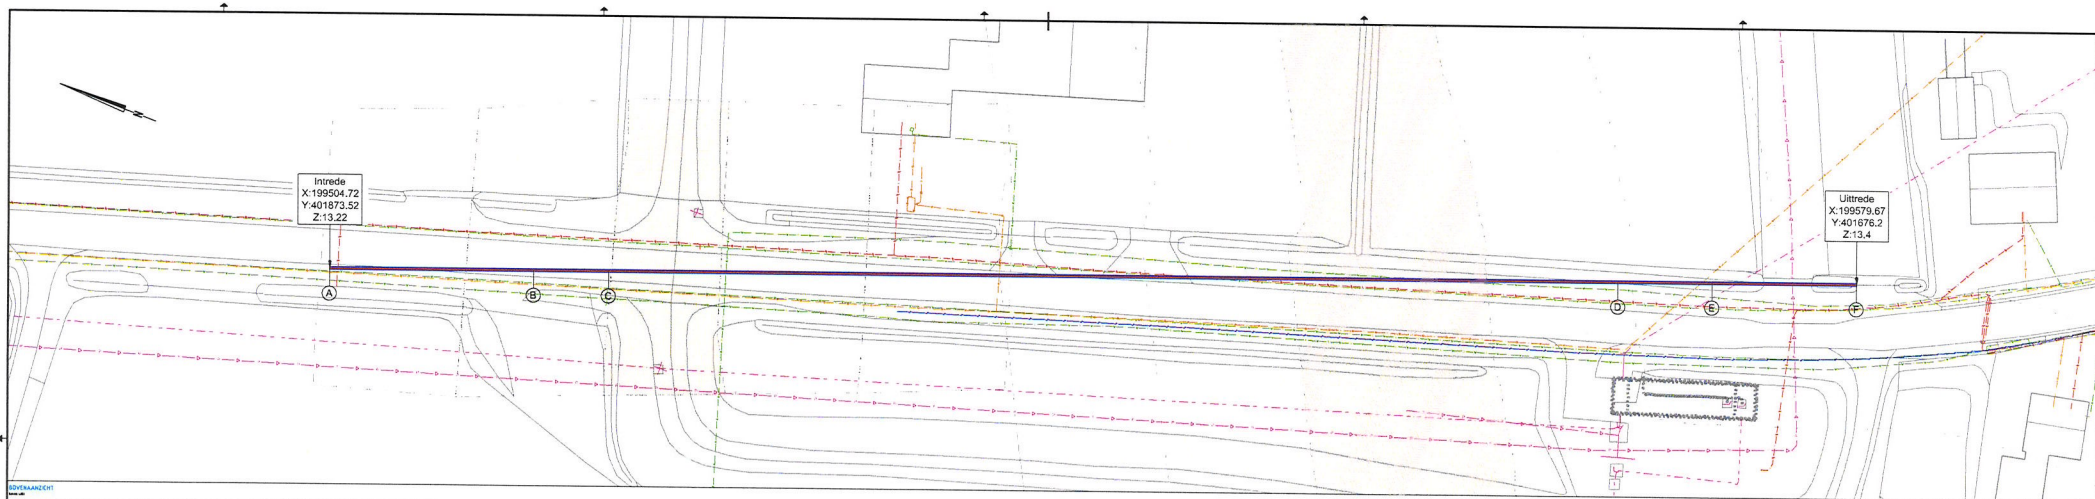 N
Intrede
X:199504.72
Y:401873.52
Z:13.22
Uittrede
X:199579.67
Y:401676.2
Z:13.4
A
B
C
D
E
F
BOVENAANZICHT